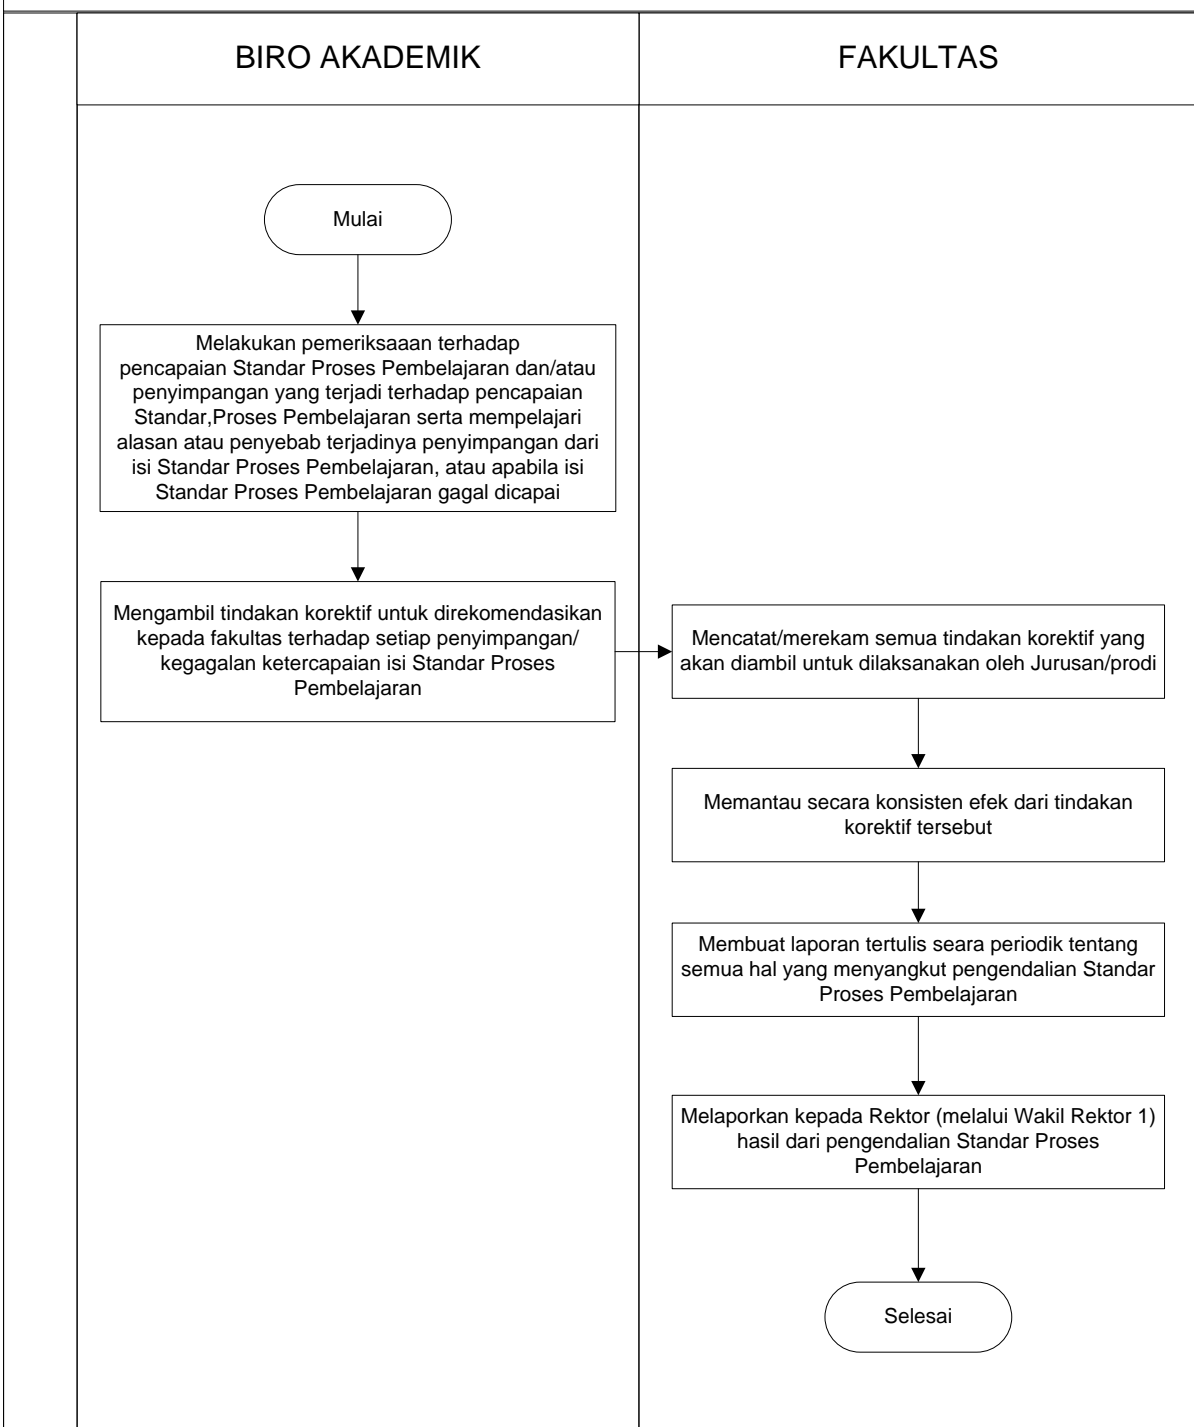 BIRO AKADEMIK
FAKULTAS
Mulai
Melakukan pemeriksaaan terhadap
pencapaian Standar Proses Pembelajaran dan/atau
penyimpangan yang terjadi terhadap pencapaian
Standar,Proses Pembelajaran serta mempelajari
alasan atau penyebab terjadinya penyimpangan dari
isi Standar Proses Pembelajaran, atau apabila isi
Standar Proses Pembelajaran gagal dicapai
Mengambil tindakan korektif untuk direkomendasikan
kepada fakultas terhadap setiap penyimpangan/
kegagalan ketercapaian isi Standar Proses
Pembelajaran
Mencatat/merekam semua tindakan korektif yang
akan diambil untuk dilaksanakan oleh Jurusan/prodi
Memantau secara konsisten efek dari tindakan
korektif tersebut
Membuat laporan tertulis seara periodik tentang
semua hal yang menyangkut pengendalian Standar
Proses Pembelajaran
Melaporkan kepada Rektor (melalui Wakil Rektor 1)
hasil dari pengendalian Standar Proses
Pembelajaran
Selesai